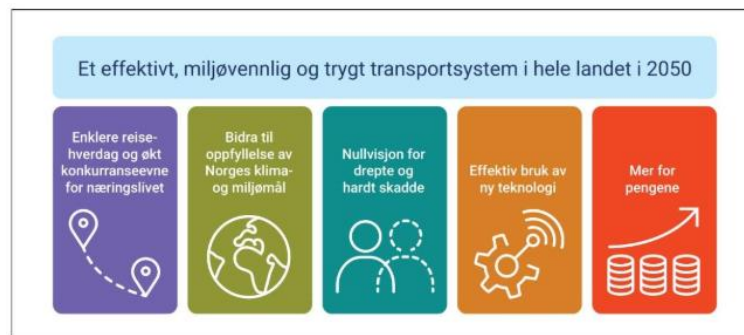 Et effektivt, miljøvennlig og trygt transportsystem i hele landet i 2050
Enklere reise-
hverdag og økt
konkurranseevne
for næringslivet
Bidra til
oppfyllelse av
Norges klima-
og miljømål
Nullvisjon for
drepte og
hardt skadde
Effektiv bruk av
ny teknologi
Mer for
pengene